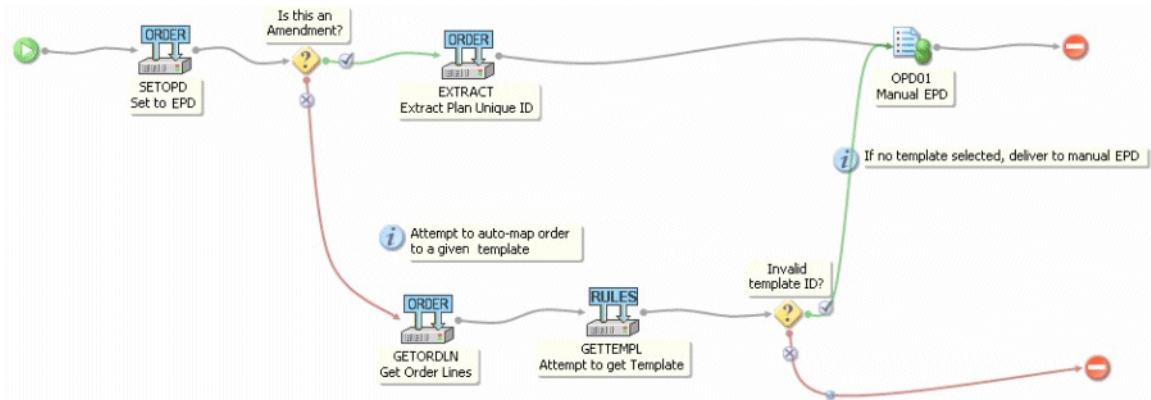 Is this an
Amendment?
ORDER
SETOPD
Set to EPD
?
ORDER
EXTRACT
Extract Plan Unique ID
OPD01
Manual EPD
i
If no template selected, deliver to manual EPD
i
Attempt to auto-map order
to a given template
ORDER
GETORDLN
Get Order Lines
RULES
GETTEMPL
Attempt to get Template
Invalid
template ID?
?